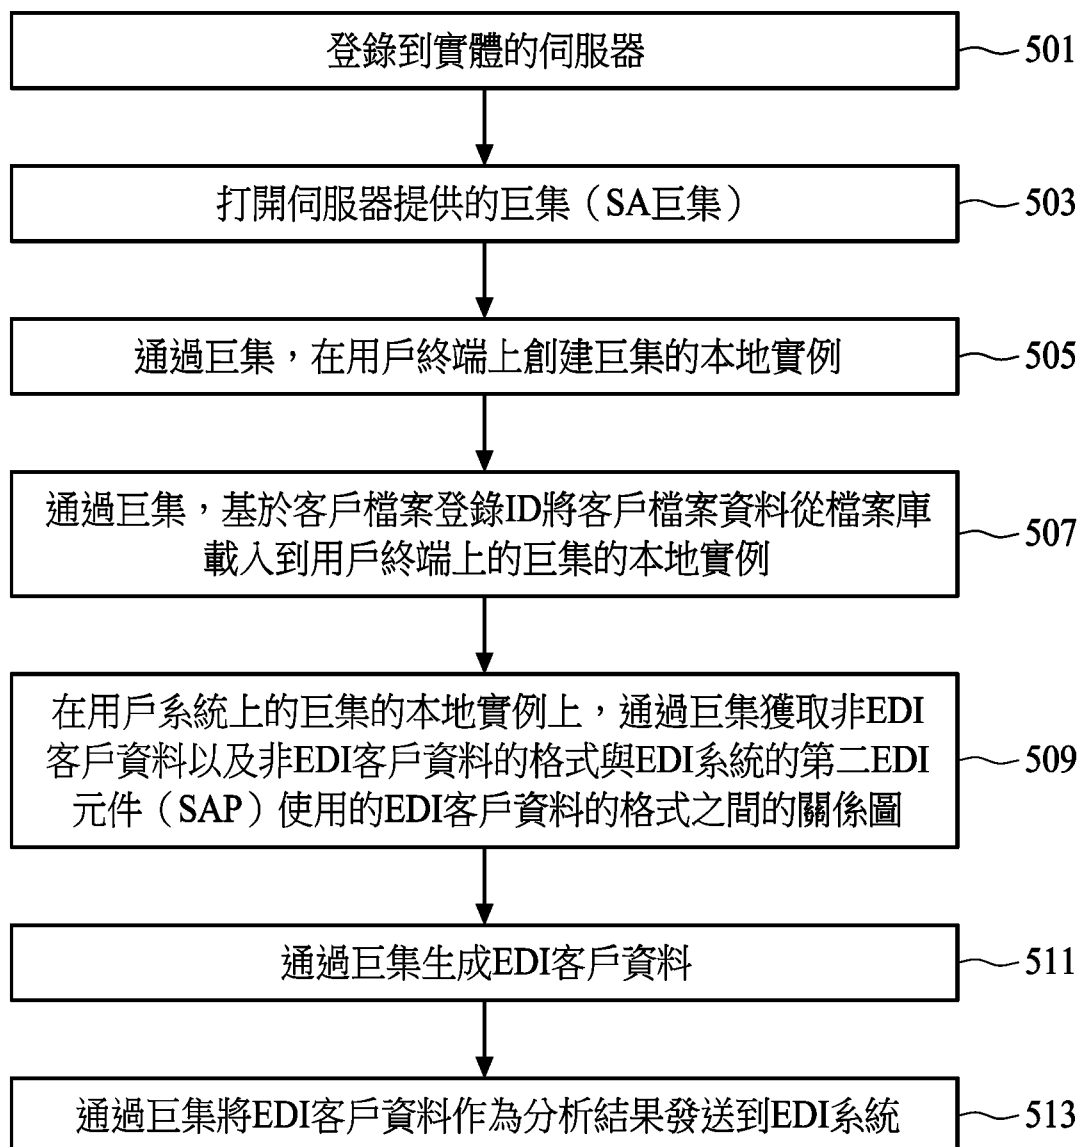 登錄到實體的伺服器
501
打開伺服器提供的巨集（SA巨集）
503
通過巨集，在用戶終端上創建巨集的本地實例
505
通過巨集，基於客戶檔案登錄ID將客戶檔案資料從檔案庫
載入到用戶終端上的巨集的本地實例
507
在用戶系統上的巨集的本地實例上，通過巨集獲取非EDI
客戶資料以及非EDI客戶資料的格式與EDI系統的第二EDI
元件（SAP）使用的EDI客戶資料的格式之間的關係圖
509
通過巨集生成EDI客戶資料
511
通過巨集將EDI客戶資料作為分析結果發送到EDI系統
513